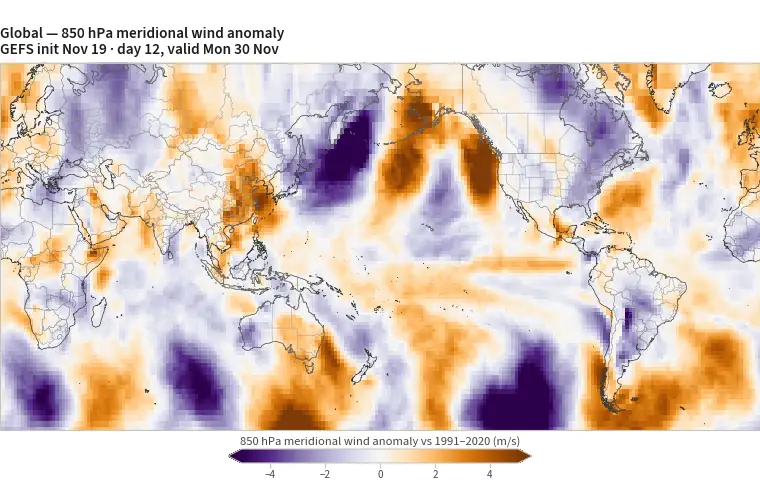 Global — 850 hPa meridional wind anomaly
GEFS init Nov 19 · day 12, valid Mon 30 Nov
850 hPa meridional wind anomaly vs 1991–2020 (m/s)
−4 −2 0 2 4